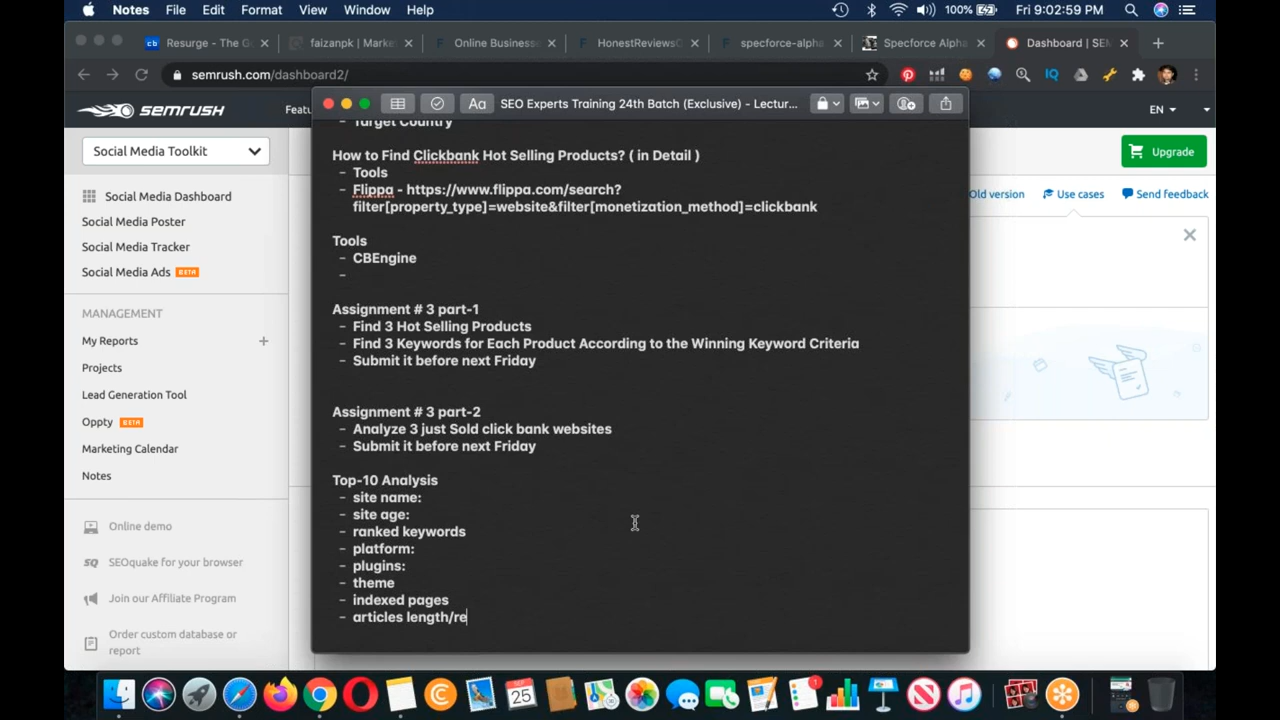 Notes File Edit Format View Window Help 100% Fri 9:02:59 PM
Resurge - The G faizanpk | Mark Online Busines HonestReviews specforce-alpha Specforce Alpha Dashboard | SEM
semrush.com/dashboard2/
SEMRUSH Featu EN
SEO Experts Training 24th Batch (Exclusive) - Lectur...
Social Media Toolkit
Upgrade
Old version Use cases Send feedback
Social Media Dashboard
Social Media Poster
Social Media Tracker
Social Media Ads BETA
MANAGEMENT
My Reports
Projects
Lead Generation Tool
Oppty BETA
Marketing Calendar
Notes
Online demo
SQ SEOquake for your browser
Join our Affiliate Program
Order custom database or
report
- Target Country
How to Find Clickbank Hot Selling Products? ( in Detail )
- Tools
- Flippa - https://www.flippa.com/search?
filter[property_type]=website&filter[monetization_method]=clickbank
Tools
- CBEngine
-
Assignment # 3 part-1
- Find 3 Hot Selling Products
- Find 3 Keywords for Each Product According to the Winning Keyword Criteria
- Submit it before next Friday
Assignment # 3 part-2
- Analyze 3 just Sold click bank websites
- Submit it before next Friday
Top-10 Analysis
- site name:
- site age:
- ranked keywords
- platform:
- plugins:
- theme
- indexed pages
- articles length/re